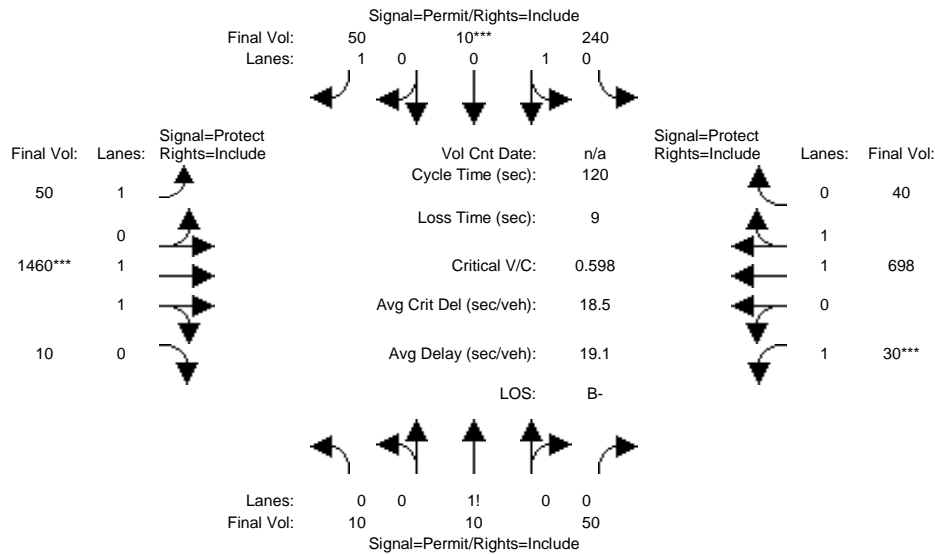 Signal=Permit/Rights=Include
Final Vol: 50 10*** 240
Lanes: 1 0 0 1 0
Signal=Protect
Final Vol: Lanes: Rights=Include
Vol Cnt Date: n/a
Signal=Protect
Rights=Include Lanes: Final Vol:
Cycle Time (sec): 120
50 1
0 40
Loss Time (sec): 9
0
1
1460*** 1
Critical V/C: 0.598
1 698
1
Avg Crit Del (sec/veh): 18.5
0
10 0
Avg Delay (sec/veh): 19.1
1 30***
LOS: B-
Lanes: 0 0 1! 0 0
Final Vol: 10 10 50
Signal=Permit/Rights=Include